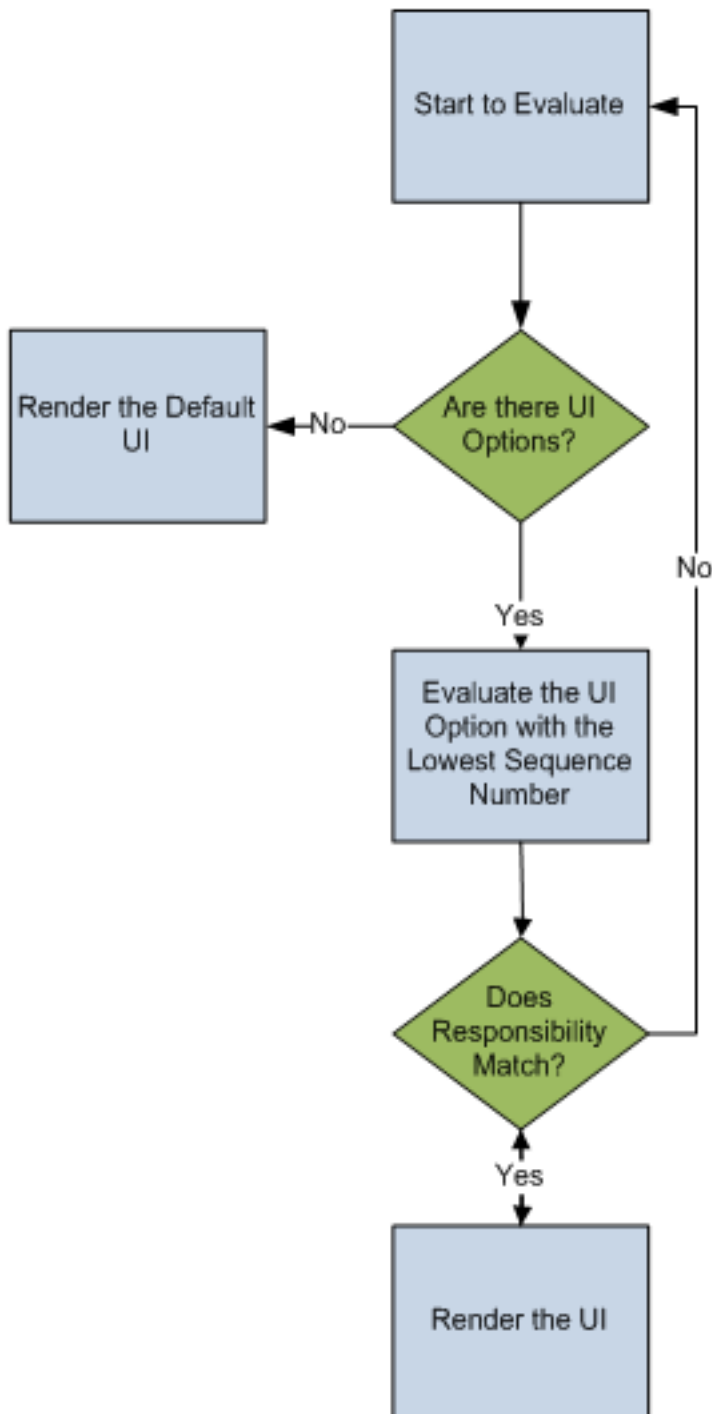 Start to Evaluate
Render the Default
UI
No
Are there UI
Options?
No
Yes
Evaluate the UI
Option with the
Lowest Sequence
Number
Does
Responsibility
Match?
Yes
Render the UI